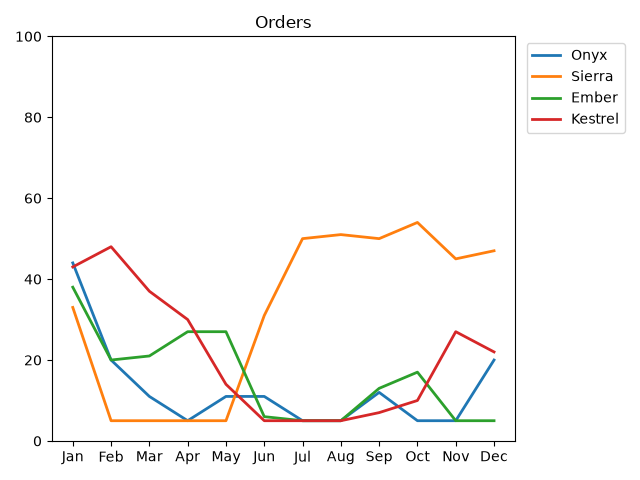 Orders
100
80
60
40
20
0
Jan Feb Mar Apr May Jun Jul Aug Sep Oct Nov Dec
Onyx
Sierra
Ember
Kestrel